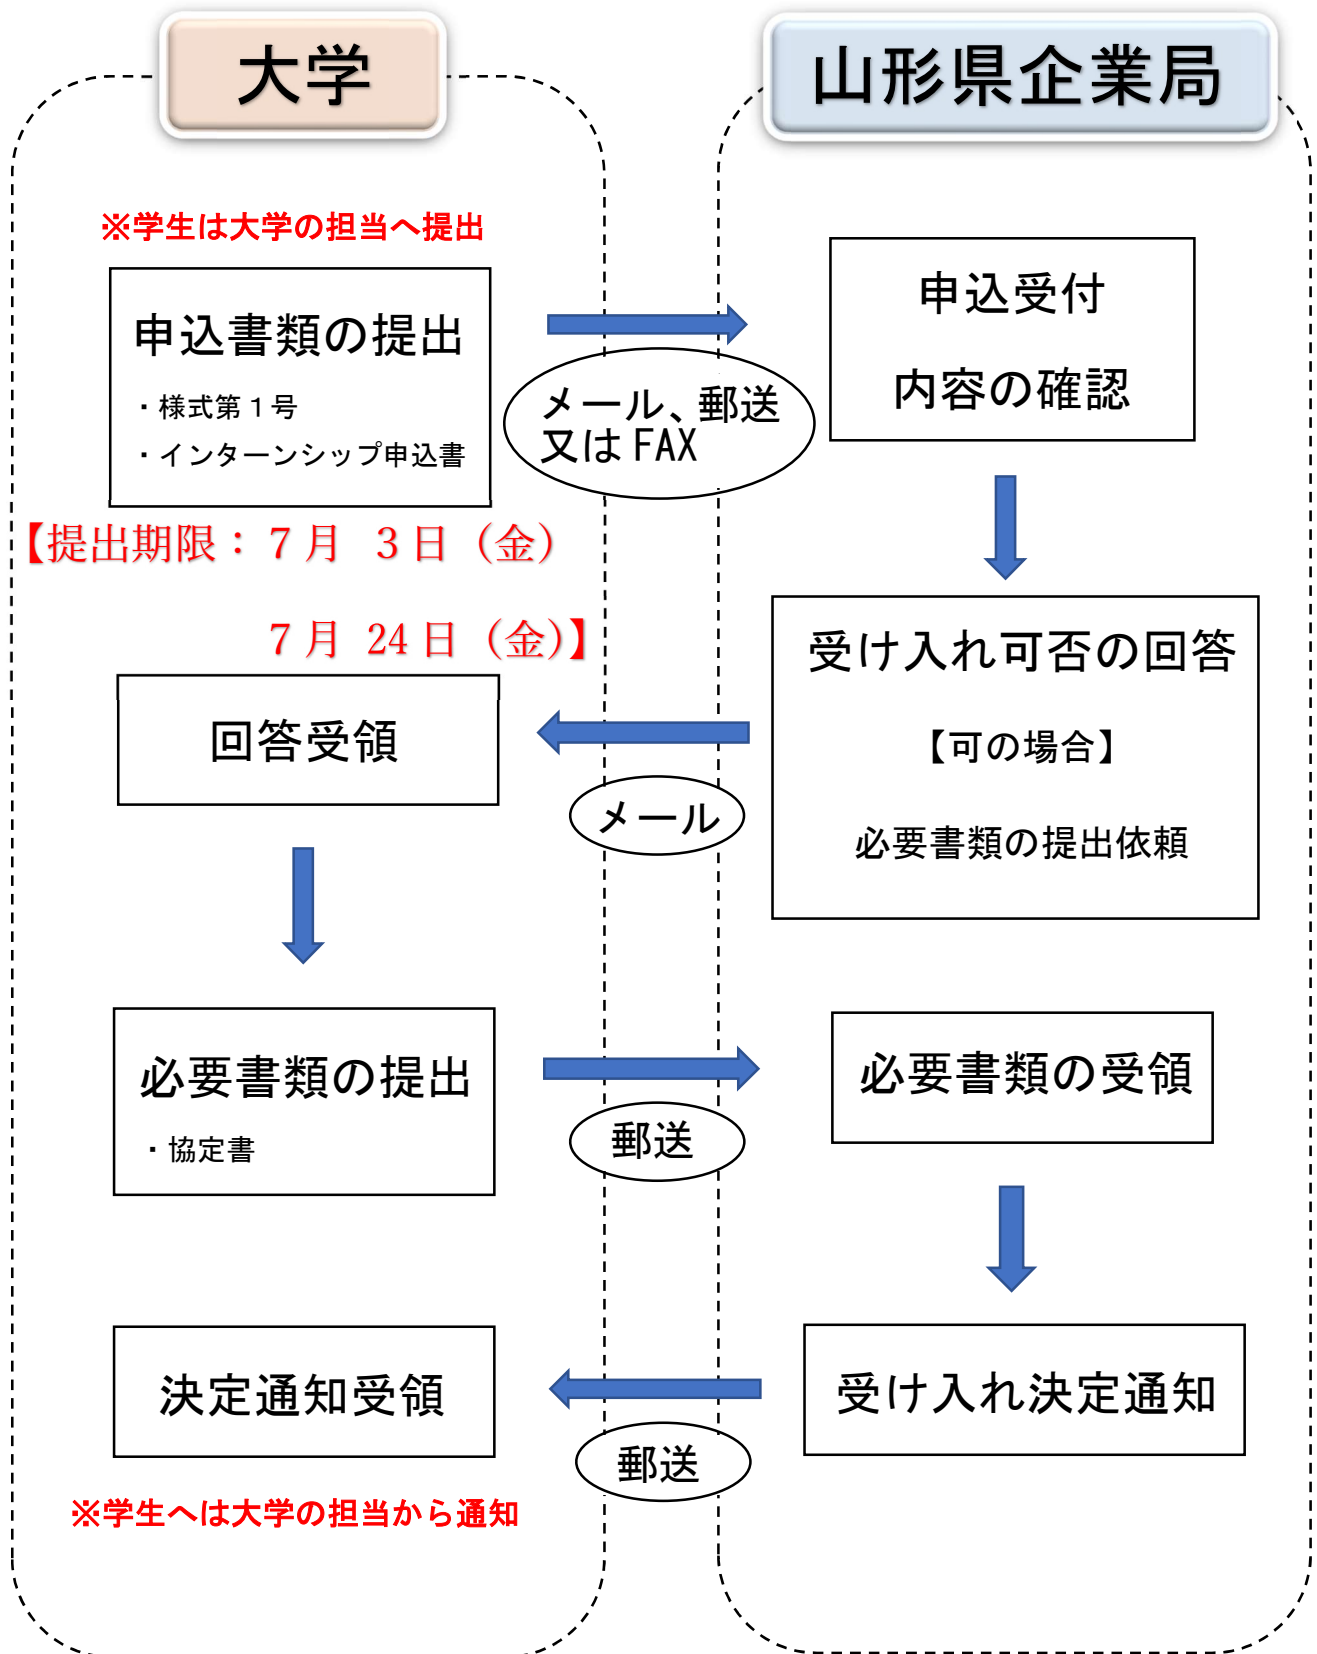 大学
山形県企業局
※学生は大学の担当へ提出
申込書類の提出
・様式第１号
・インターンシップ申込書
【提出期限：７月　３日（金）
７月 24 日（金）】
メール、郵送
又は FAX
申込受付
内容の確認
受け入れ可否の回答
【可の場合】
必要書類の提出依頼
メール
回答受領
必要書類の提出
・協定書
郵送
必要書類の受領
受け入れ決定通知
郵送
決定通知受領
※学生へは大学の担当から通知